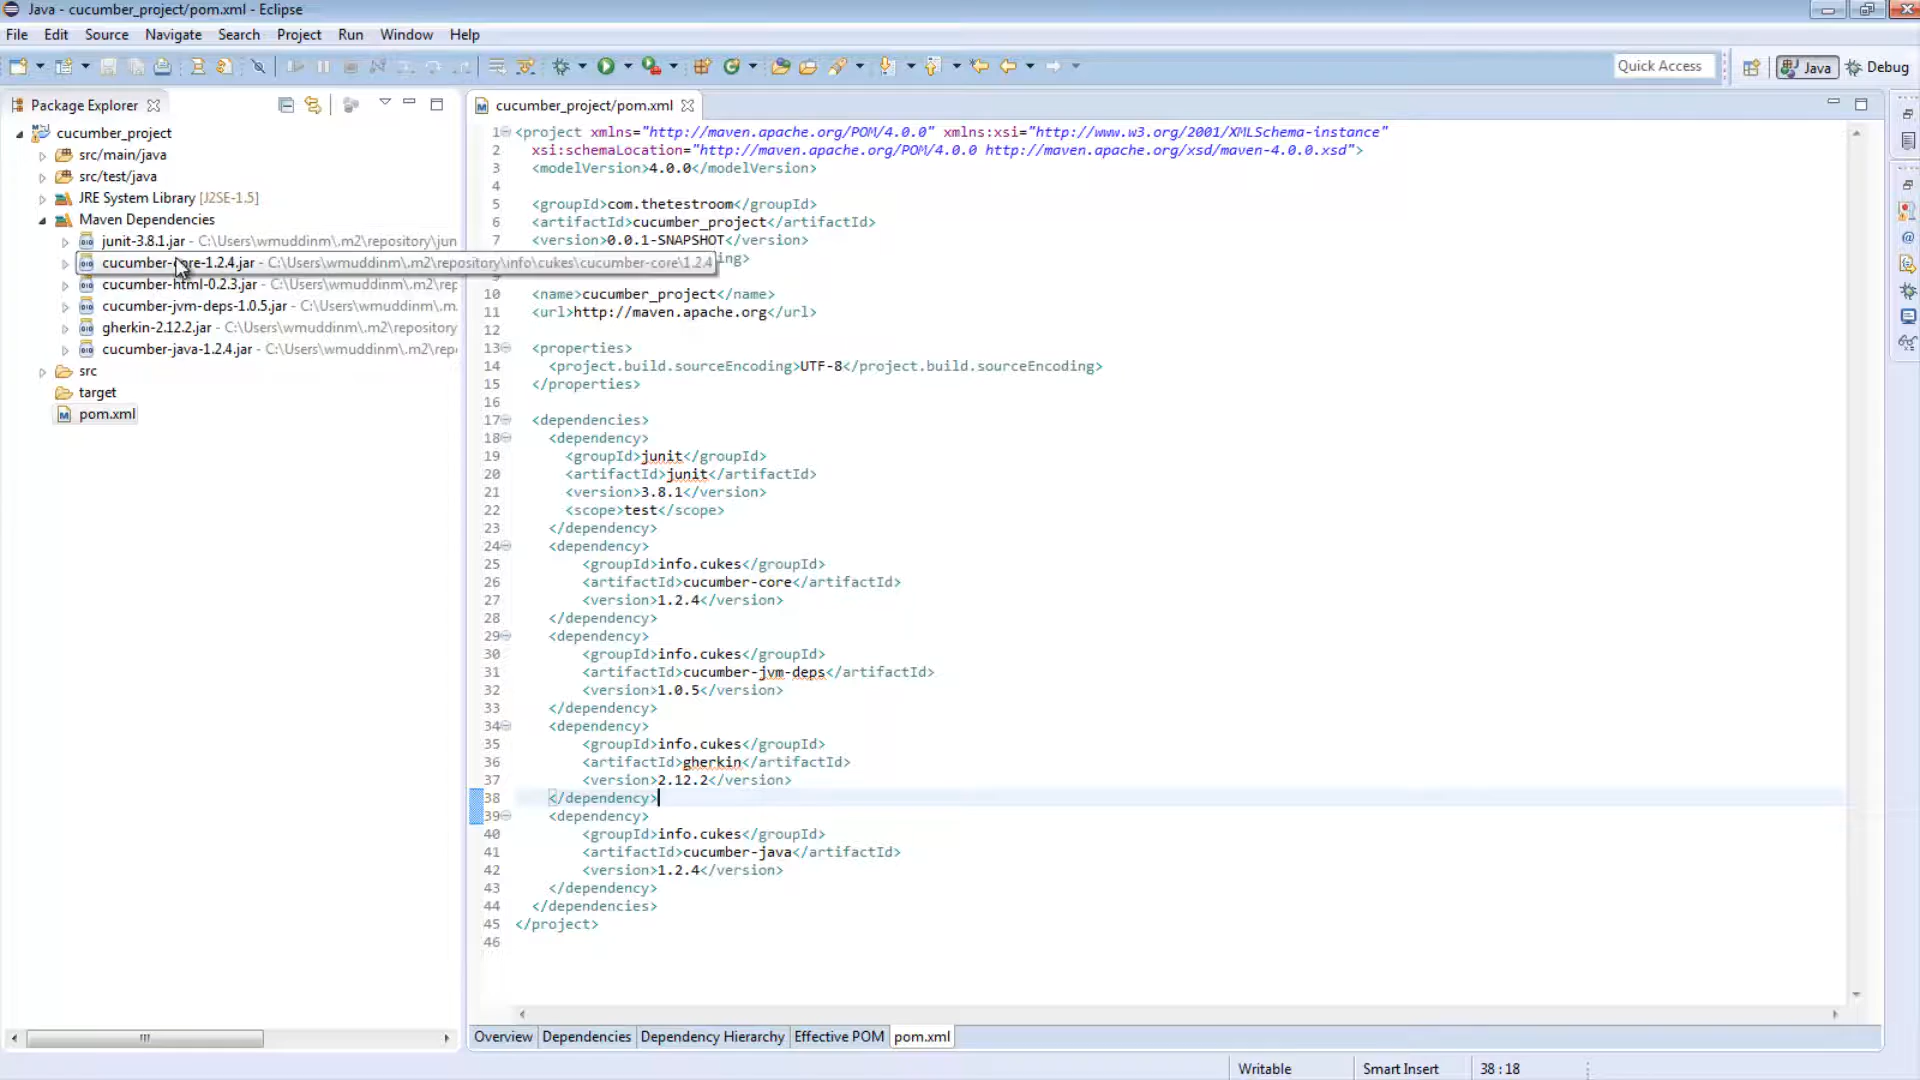 Java - cucumber_project/pom.xml - Eclipse
File Edit Source Navigate Search Project Run Window Help
Quick Access
Java
Debug
Package Explorer
cucumber_project
src/main/java
src/test/java
JRE System Library [J2SE-1.5]
Maven Dependencies
junit-3.8.1.jar - C:\Users\wmuddinm\.m2\repository\jun
cucumber-core-1.2.4.jar - C:\Users\wmuddinm\.m2\repository\info\cukes\cucumber-core\1.2.4
cucumber-html-0.2.3.jar - C:\Users\wmuddinm\.m2\rep
cucumber-jvm-deps-1.0.5.jar - C:\Users\wmuddinm\.m.
gherkin-2.12.2.jar - C:\Users\wmuddinm\.m2\repository
cucumber-java-1.2.4.jar - C:\Users\wmuddinm\.m2\rep
src
target
pom.xml
cucumber_project/pom.xml
1 <project xmlns="http://maven.apache.org/POM/4.0.0" xmlns:xsi="http://www.w3.org/2001/XMLSchema-instance"
2 xsi:schemaLocation="http://maven.apache.org/POM/4.0.0 http://maven.apache.org/xsd/maven-4.0.0.xsd">
3 <modelVersion>4.0.0</modelVersion>
4
5 <groupId>com.thetestroom</groupId>
6 <artifactId>cucumber_project</artifactId>
7 <version>0.0.1-SNAPSHOT</version>
ing>
10 <name>cucumber_project</name>
11 <url>http://maven.apache.org</url>
12
13 <properties>
14 <project.build.sourceEncoding>UTF-8</project.build.sourceEncoding>
15 </properties>
16
17 <dependencies>
18 <dependency>
19 <groupId>junit</groupId>
20 <artifactId>junit</artifactId>
21 <version>3.8.1</version>
22 <scope>test</scope>
23 </dependency>
24 <dependency>
25 <groupId>info.cukes</groupId>
26 <artifactId>cucumber-core</artifactId>
27 <version>1.2.4</version>
28 </dependency>
29 <dependency>
30 <groupId>info.cukes</groupId>
31 <artifactId>cucumber-jvm-deps</artifactId>
32 <version>1.0.5</version>
33 </dependency>
34 <dependency>
35 <groupId>info.cukes</groupId>
36 <artifactId>gherkin</artifactId>
37 <version>2.12.2</version>
38 </dependency>
39 <dependency>
40 <groupId>info.cukes</groupId>
41 <artifactId>cucumber-java</artifactId>
42 <version>1.2.4</version>
43 </dependency>
44 </dependencies>
45 </project>
46
Overview Dependencies Dependency Hierarchy Effective POM pom.xml
Writable Smart Insert 38 : 18